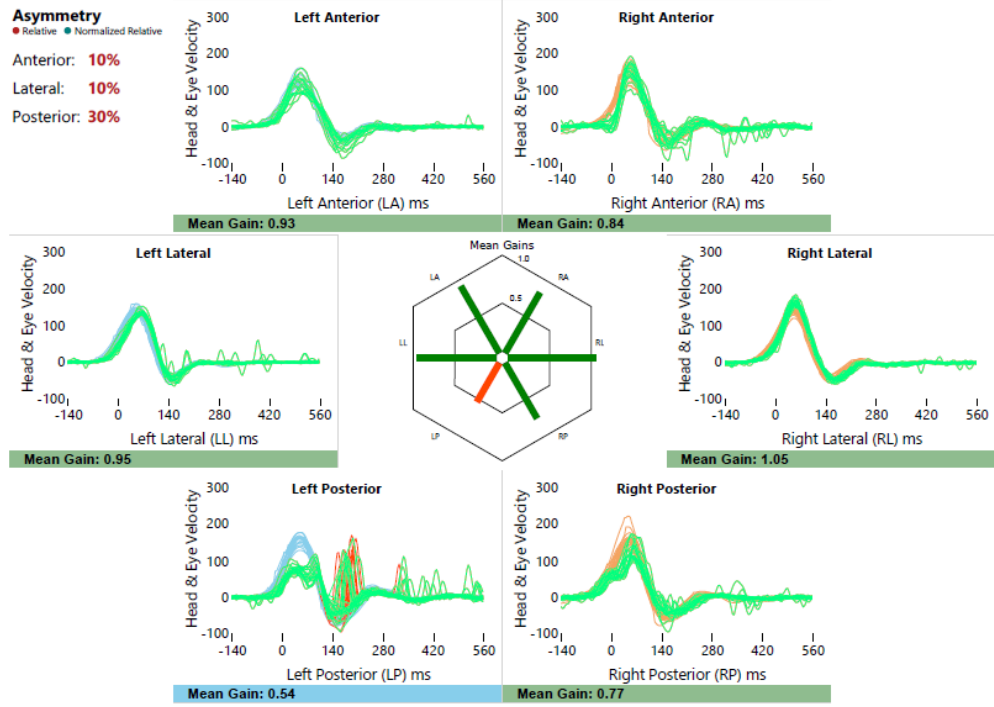 Asymmetry
Relative Normalized Relative
Anterior: 10%
Lateral: 10%
Posterior: 30%
Left Anterior
Head & Eye Velocity
300
200
100
0
-100
-140 0 140 280 420 560
Left Anterior (LA) ms
Mean Gain: 0.93
Right Anterior
Head & Eye Velocity
300
200
100
0
-100
-140 0 140 280 420 560
Right Anterior (RA) ms
Mean Gain: 0.84
Left Lateral
Head & Eye Velocity
300
200
100
0
-100
-140 0 140 280 420 560
Left Lateral (LL) ms
Mean Gain: 0.95
Mean Gains
1.0
LA RA
0.5
LL RL
LP RP
Right Lateral
Head & Eye Velocity
300
200
100
0
-100
-140 0 140 280 420 560
Right Lateral (RL) ms
Mean Gain: 1.05
Left Posterior
Head & Eye Velocity
300
200
100
0
-100
-140 0 140 280 420 560
Left Posterior (LP) ms
Mean Gain: 0.54
Right Posterior
Head & Eye Velocity
300
200
100
0
-100
-140 0 140 280 420 560
Right Posterior (RP) ms
Mean Gain: 0.77